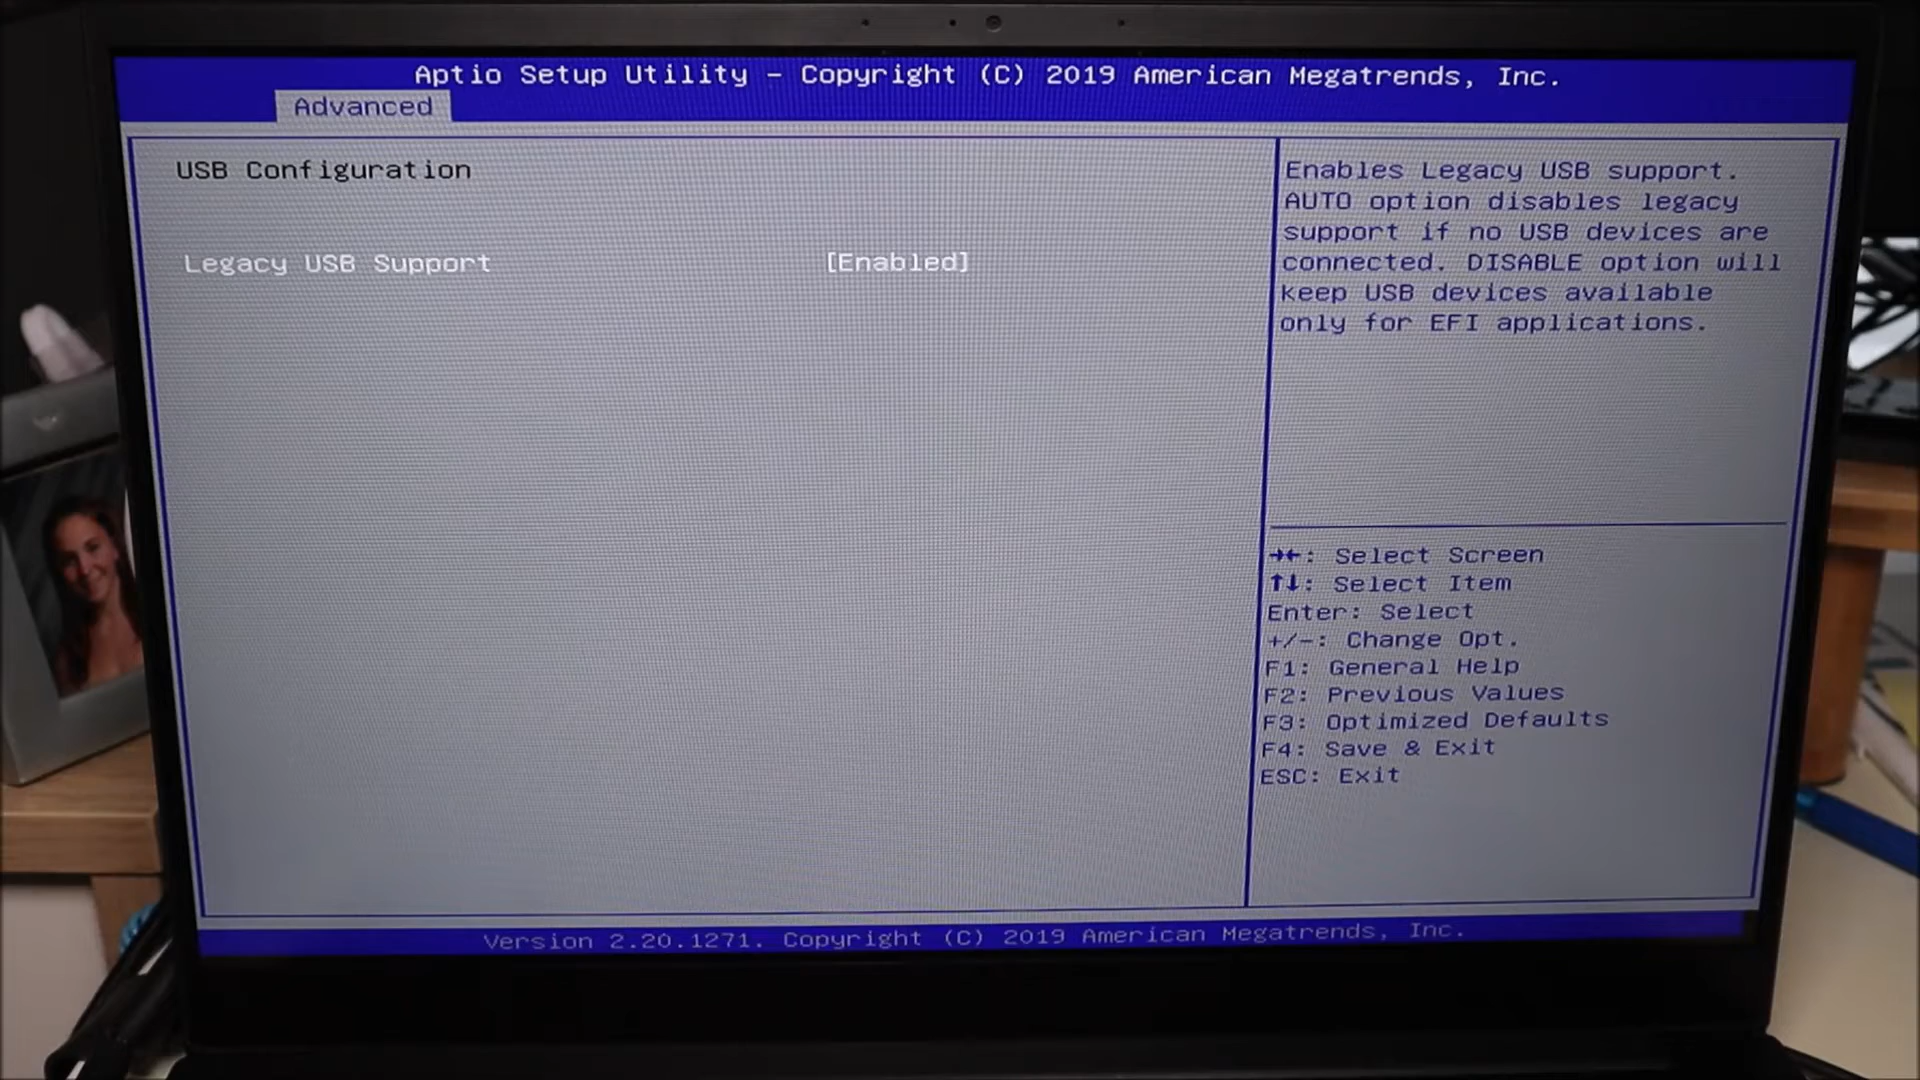 Aptio Setup Utility - Copyright (C) 2019 American Megatrends, Inc.
Advanced
USB Configuration
Legacy USB Support [Enabled]
Enables Legacy USB support.
AUTO option disables legacy
support if no USB devices are
connected. DISABLE option will
keep USB devices available
only for EFI applications.
→←: Select Screen
↑↓: Select Item
Enter: Select
+/-: Change Opt.
F1: General Help
F2: Previous Values
F3: Optimized Defaults
F4: Save & Exit
ESC: Exit
Version 2.20.1271. Copyright (C) 2019 American Megatrends, Inc.